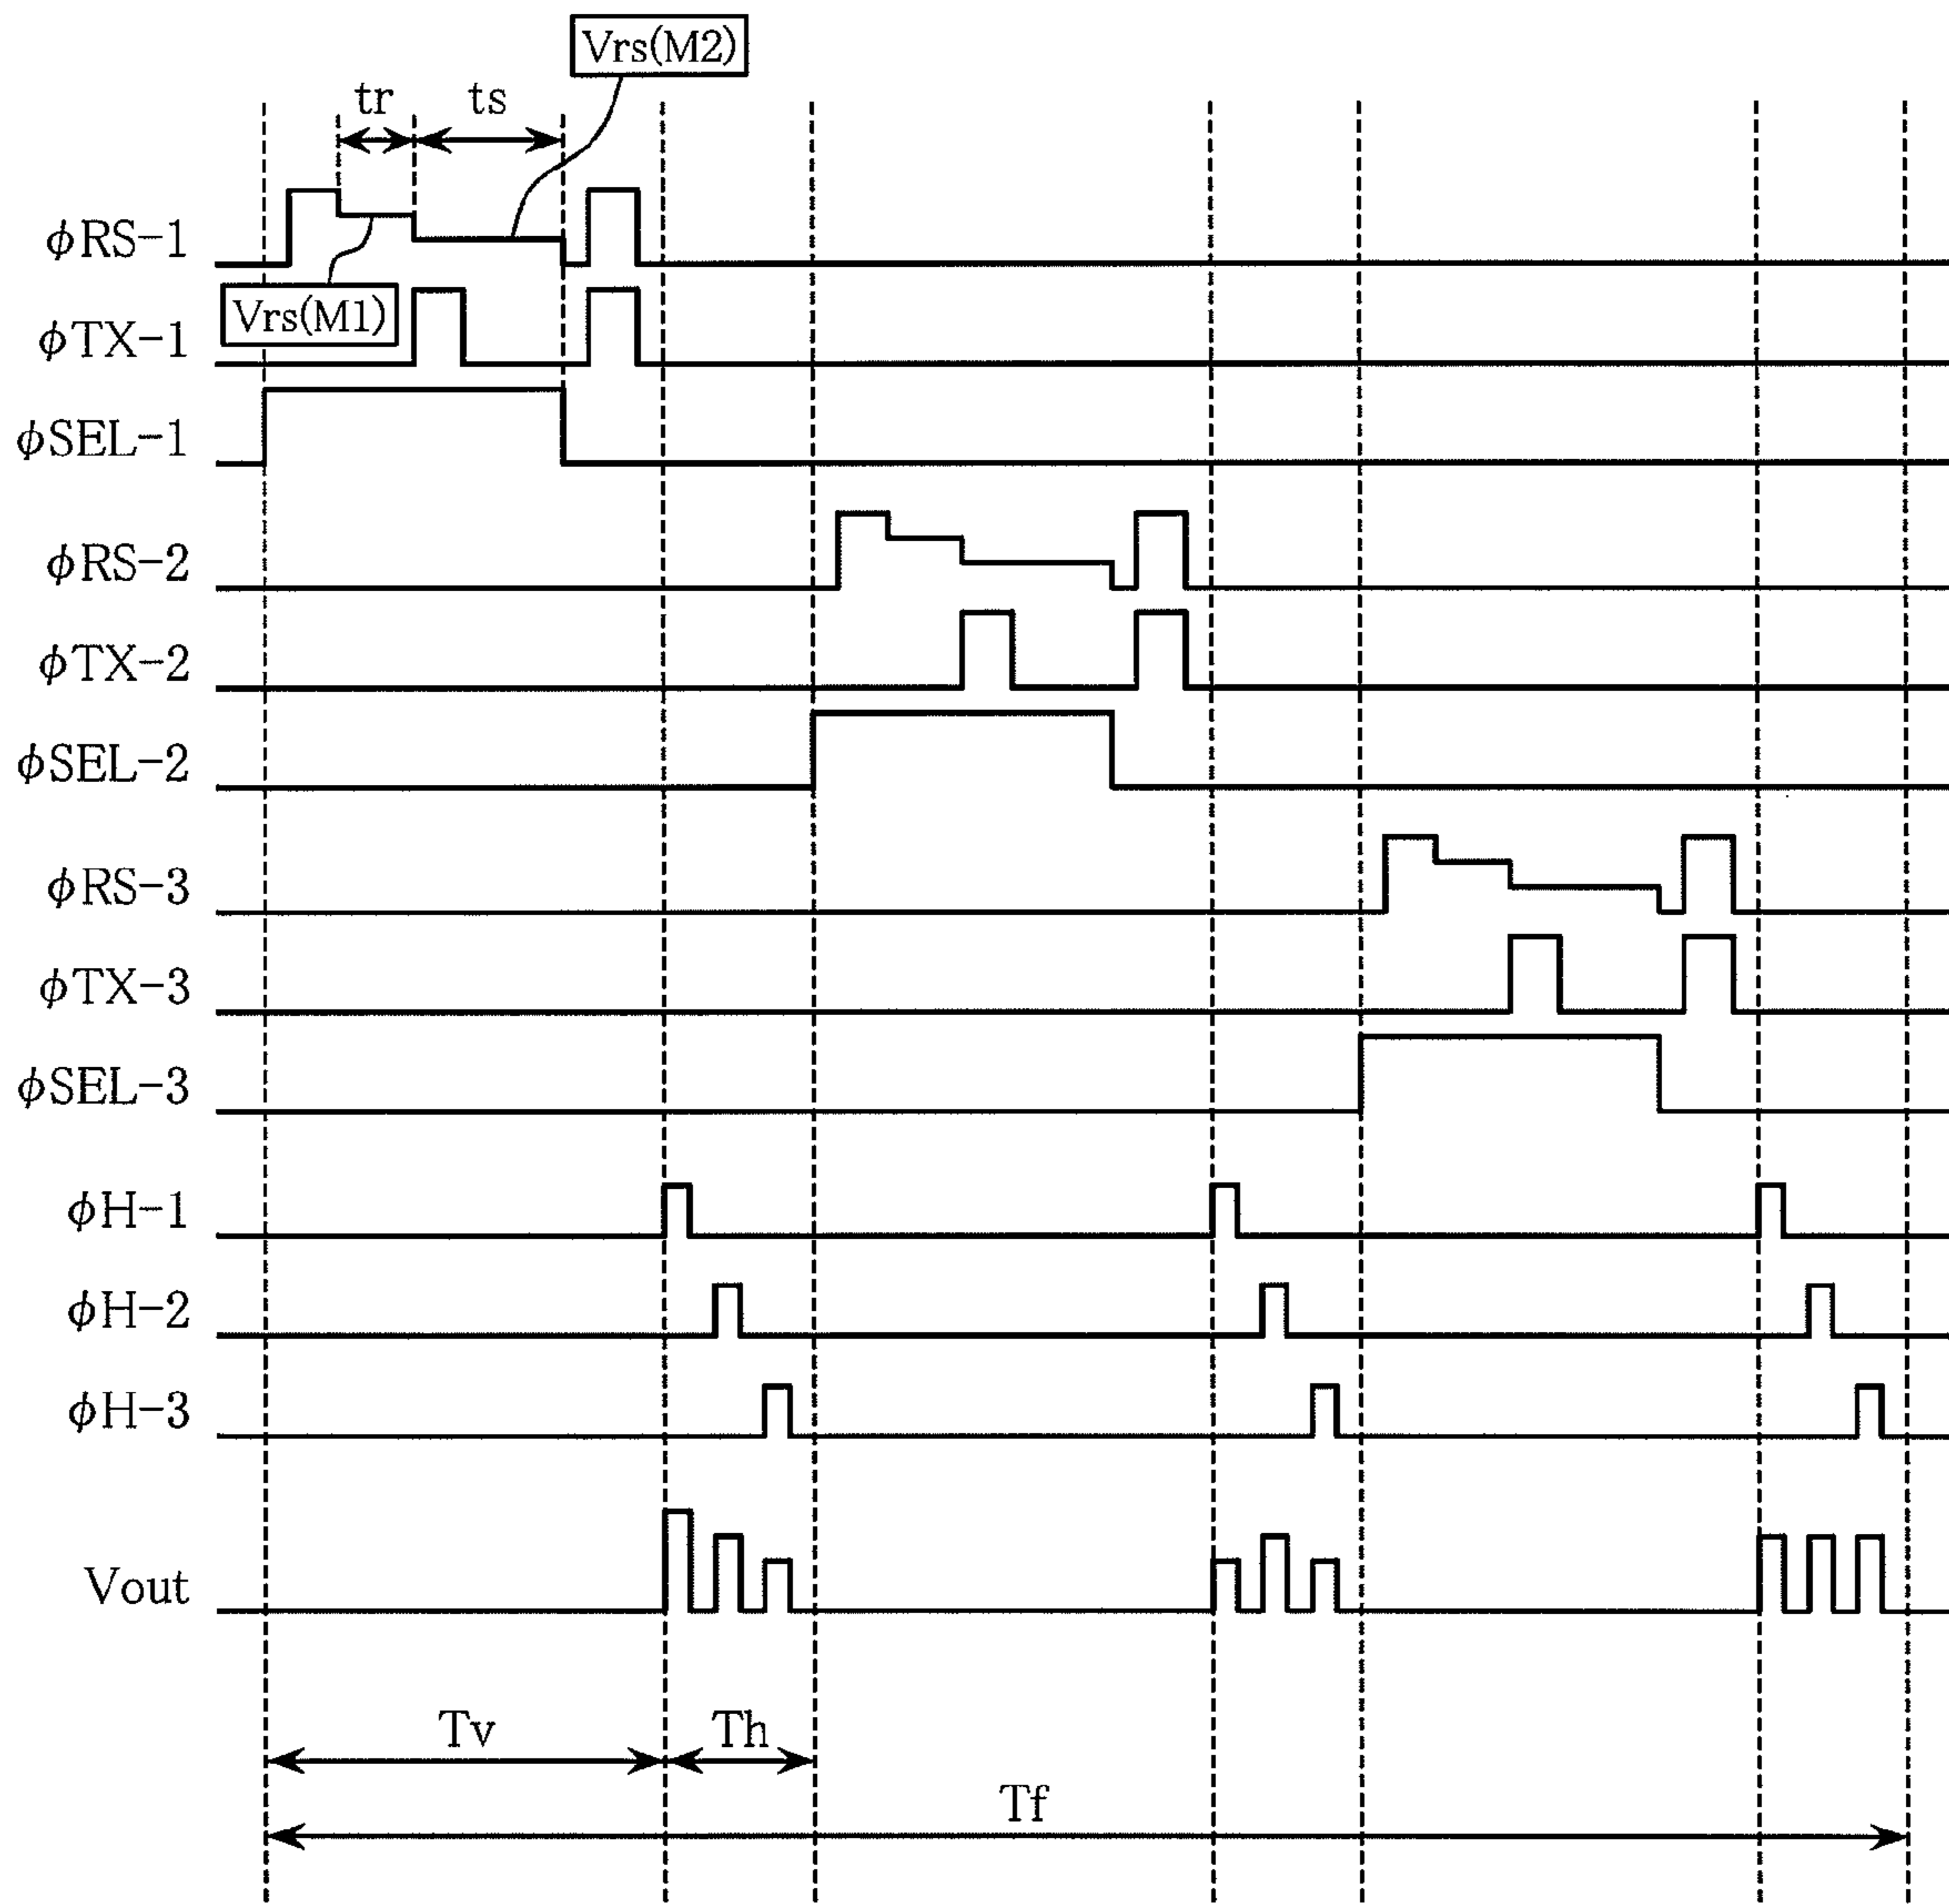 Vrs(M2)
tr ts
φRS-1
Vrs(M1)
φTX-1
φSEL-1
φRS-2
φTX-2
φSEL-2
φRS-3
φTX-3
φSEL-3
φH-1
φH-2
φH-3
Vout
Tv Th
Tf